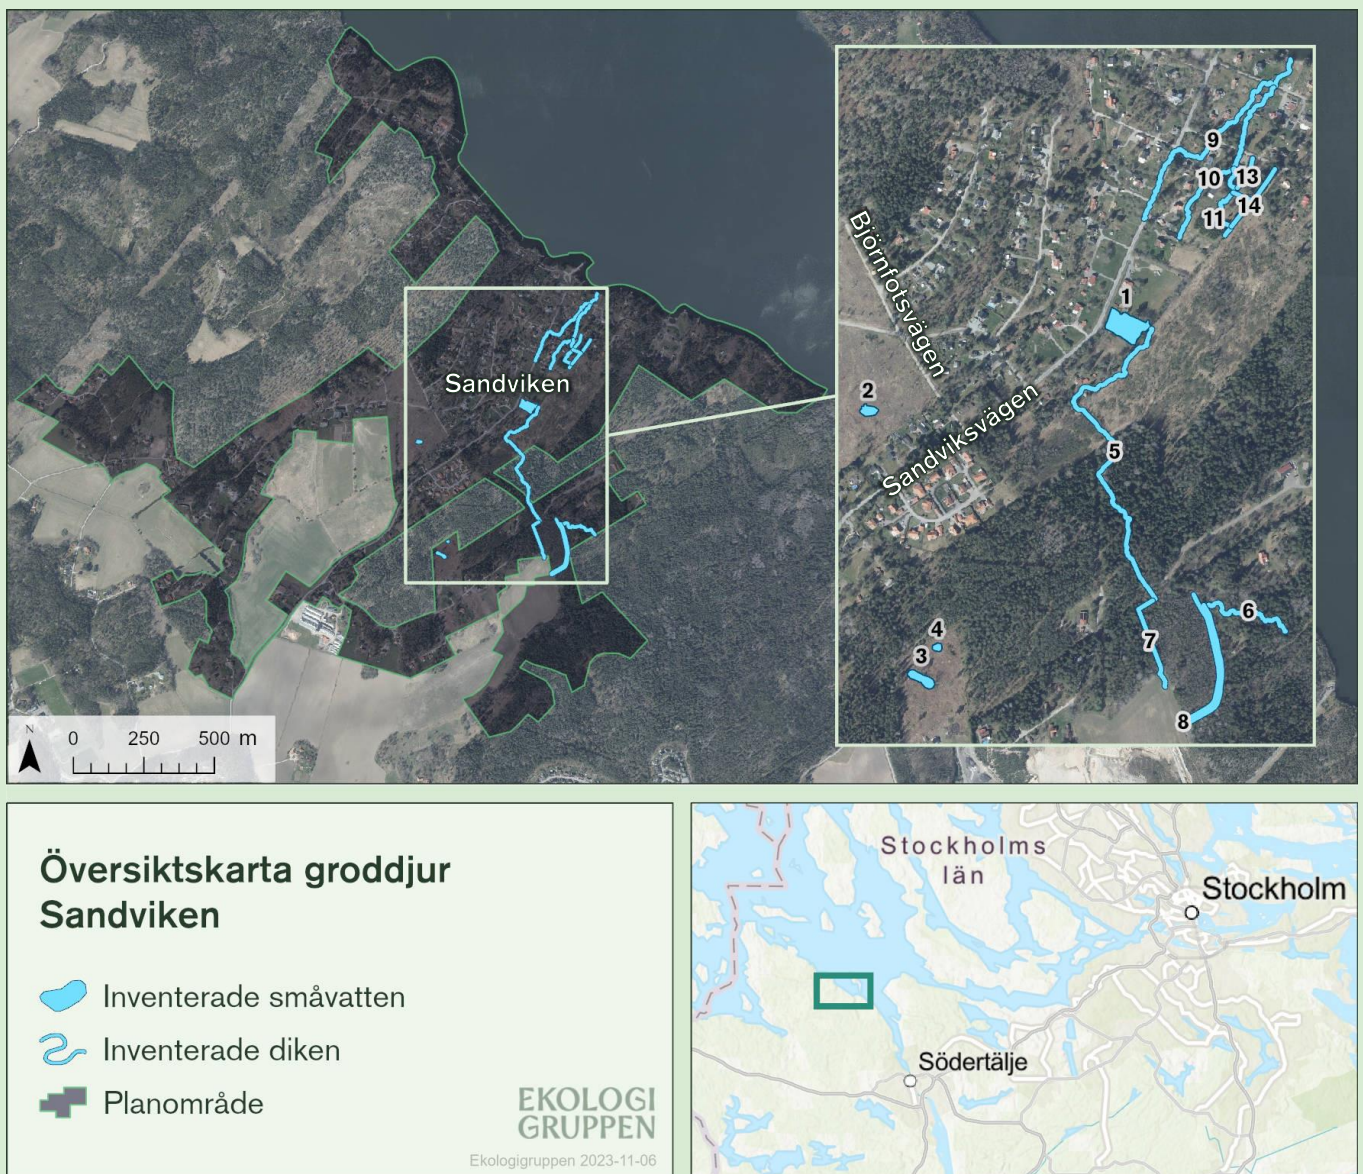 Sandviken
N
0 250 500 m
9
10 13
11 14
1
Björnfotsvägen
2
Sandviksvägen
5
6
4
3
7
8
Översiktskarta groddjur
Sandviken
Inventerade småvatten
Inventerade diken
Planområde
EKOLOGI
GRUPPEN
Ekologigruppen 2023-11-06
Stockholms
län
Stockholm
Södertälje